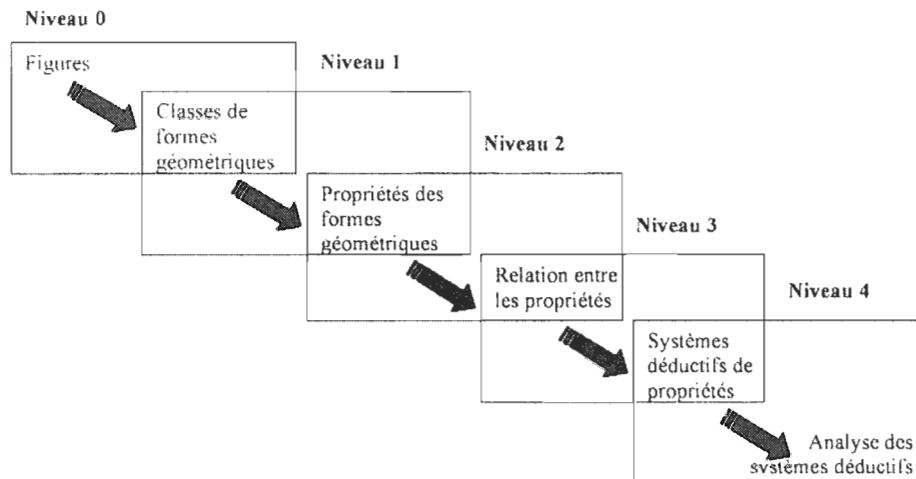 Niveau 0
Figures
Niveau 1
Classes de
formes
géométriques
Niveau 2
Propriétés des
formes
géométriques
Niveau 3
Relation entre
les propriétés
Niveau 4
Systèmes
déductifs de
propriétés
Analyse des
systèmes déductifs